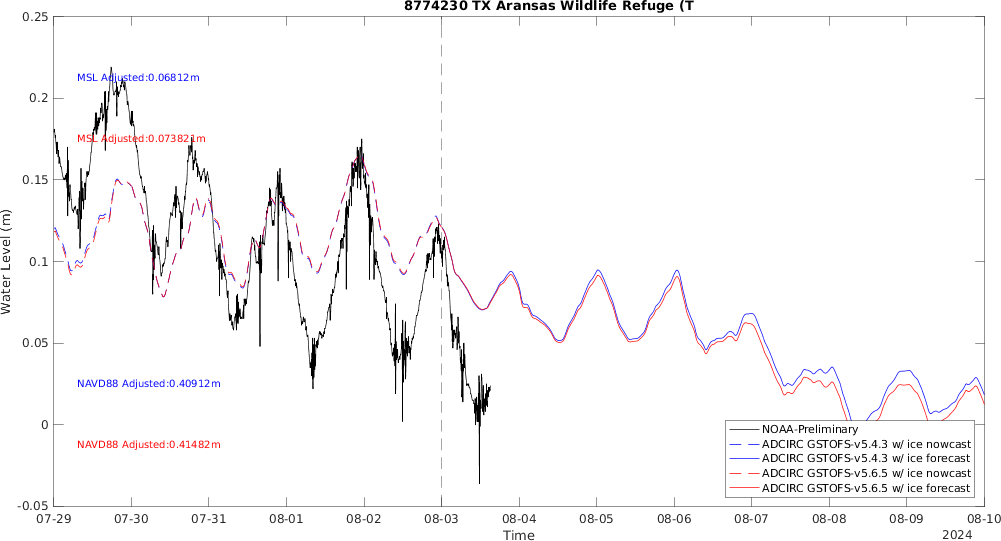 8774230 TX Aransas Wildlife Refuge (T
0.25
MSL Adjusted:0.06812m
0.2
MSL Adjusted:0.073821m
0.15
0.1
Water Level (m)
0.05
NAVD88 Adjusted:0.40912m
0
NAVD88 Adjusted:0.41482m
-0.05
NOAA-Preliminary
ADCIRC GSTOFS-v5.4.3 w/ ice nowcast
ADCIRC GSTOFS-v5.4.3 w/ ice forecast
ADCIRC GSTOFS-v5.6.5 w/ ice nowcast
ADCIRC GSTOFS-v5.6.5 w/ ice forecast
07-29 07-30 07-31 08-01 08-02 08-03 08-04 08-05 08-06 08-07 08-08 08-09 08-10
Time
2024